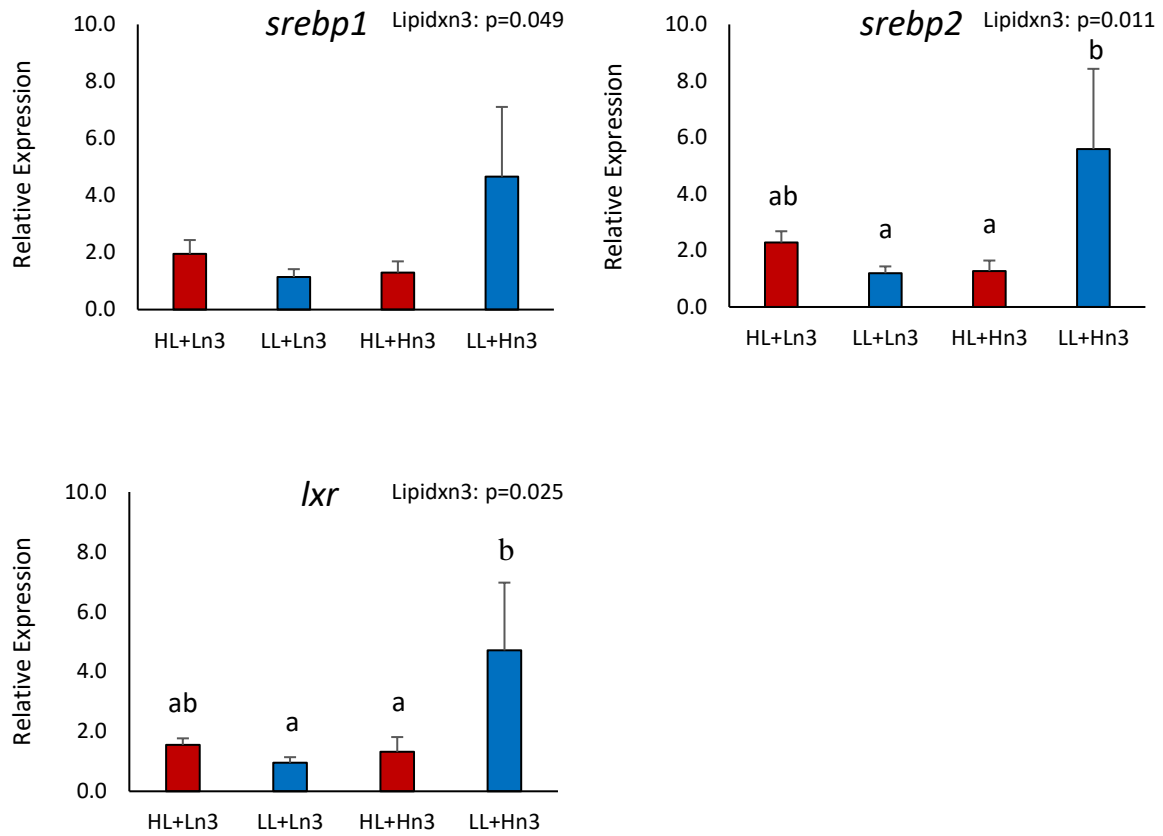 srebp1 Lipidxn3: p=0.049
Relative Expression
10.0
8.0
6.0
4.0
2.0
0.0
HL+Ln3 LL+Ln3 HL+Hn3 LL+Hn3
srebp2 Lipidxn3: p=0.011
Relative Expression
10.0
8.0
6.0
4.0
2.0
0.0
ab a a b
HL+Ln3 LL+Ln3 HL+Hn3 LL+Hn3
lxr Lipidxn3: p=0.025
Relative Expression
10.0
8.0
6.0
4.0
2.0
0.0
ab a a b
HL+Ln3 LL+Ln3 HL+Hn3 LL+Hn3